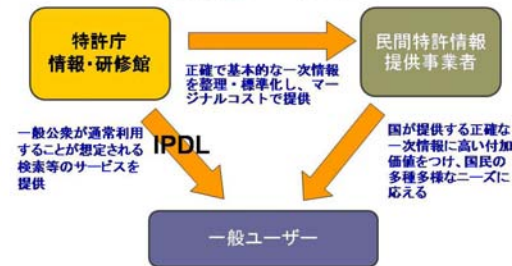 特許庁
情報・研修館
民間特許情報
提供事業者
正確で基本的な一次情報
を整理・標準化し、マー
ジナルコストで提供
一般公衆が通常利用
することが想定される
検索等のサービスを
提供
IPDL
国が提供する正確な
一次情報に高い付加
価値をつけ、国民の
多種多様なニーズに
応える
一般ユーザー